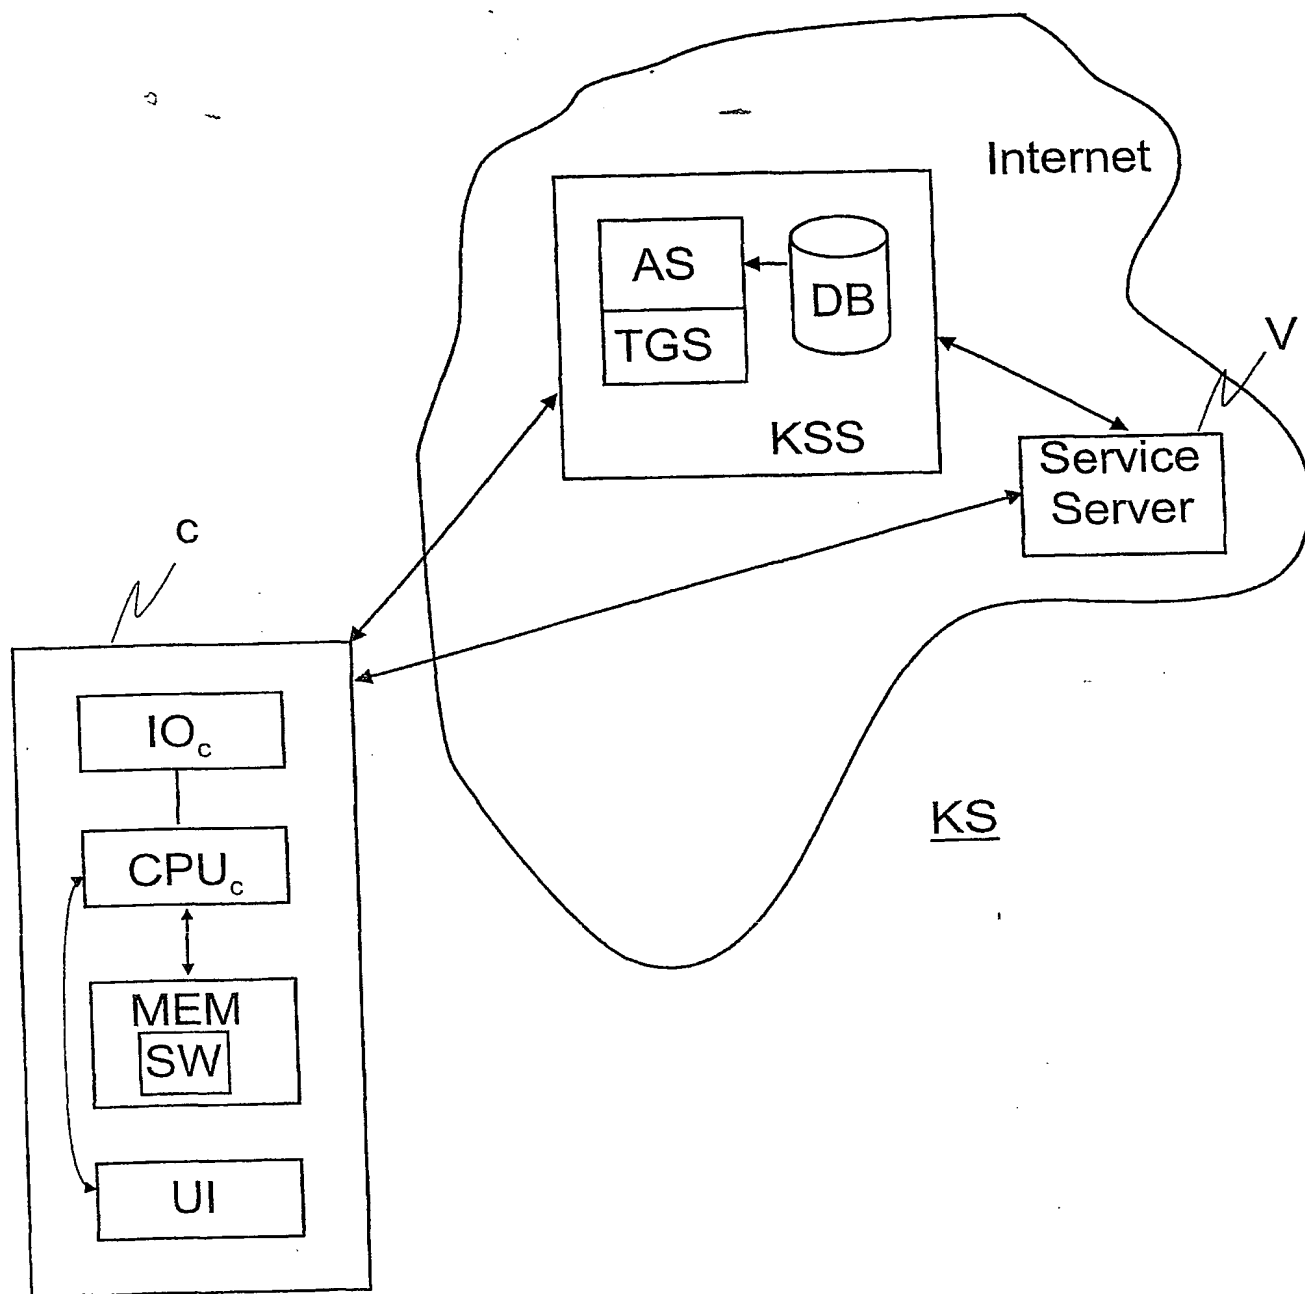 Internet
AS
DB
TGS
V
KSS
Service
Server
c
IOc
CPUc
KS
MEM
SW
UI